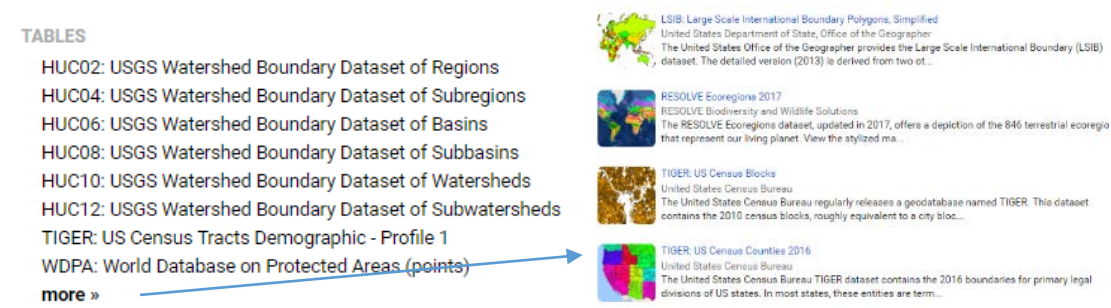 TABLES
HUC02: USGS Watershed Boundary Dataset of Regions
HUC04: USGS Watershed Boundary Dataset of Subregions
HUC06: USGS Watershed Boundary Dataset of Basins
HUC08: USGS Watershed Boundary Dataset of Subbasins
HUC10: USGS Watershed Boundary Dataset of Watersheds
HUC12: USGS Watershed Boundary Dataset of Subwatersheds
TIGER: US Census Tracts Demographic - Profile 1
WDPA: World Database on Protected Areas (points)
more »
LSIB: Large Scale International Boundary Polygons, Simplified
United States Department of State, Office of the Geographer
The United States Office of the Geographer provides the Large Scale International Boundary (LSIB)
dataset. The detailed version (2013) is derived from two ot...
RESOLVE Ecoregions 2017
RESOLVE Biodiversity and Wildlife Solutions
The RESOLVE Ecoregions dataset, updated in 2017, offers a depiction of the 846 terrestrial ecoregio
that represent our living planet. View the stylized ma...
TIGER: US Census Blocks
United States Census Bureau
The United States Census Bureau regularly releases a geodatabase named TIGER. This dataset
contains the 2010 census blocks, roughly equivalent to a city bloc...
TIGER: US Census Counties 2016
United States Census Bureau
The United States Census Bureau TIGER dataset contains the 2016 boundaries for primary legal
divisions of US states. In most states, these entities are term...